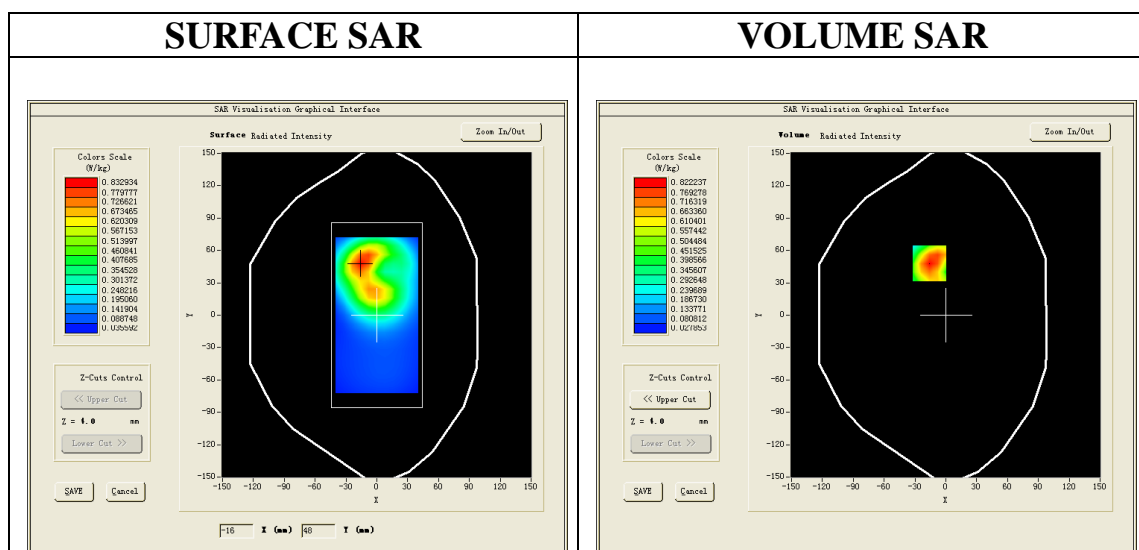 SURFACE SAR
VOLUME SAR
SAR Visualisation Graphical Interface
Surface Radiated Intensity
Zoom In/Out
Colors Scale
(W/kg)
0.832934
0.779777
0.726621
0.673465
0.620309
0.567153
0.513997
0.460841
0.407685
0.354528
0.301372
0.248216
0.195060
0.141904
0.088748
0.035592
Z-Cuts Control
<< Upper Cut
Z = 4.0 mm
Lower Cut >>
SAVE
Cancel
150
120
90
60
30
0
-30
-60
-90
-120
-150
Y
-150 -120 -90 -60 -30 0 30 60 90 120 150
X
-16 X (mm) 48 Y (mm)
SAR Visualisation Graphical Interface
Volume Radiated Intensity
Zoom In/Out
Colors Scale
(W/kg)
0.822237
0.769278
0.716319
0.663360
0.610401
0.557442
0.504484
0.451525
0.398566
0.345607
0.292648
0.239689
0.186730
0.133771
0.080812
0.027853
Z-Cuts Control
<< Upper Cut
Z = 4.0 mm
Lower Cut >>
SAVE
Cancel
150
120
90
60
30
0
-30
-60
-90
-120
-150
Y
-150 -120 -90 -60 -30 0 30 60 90 120 150
X